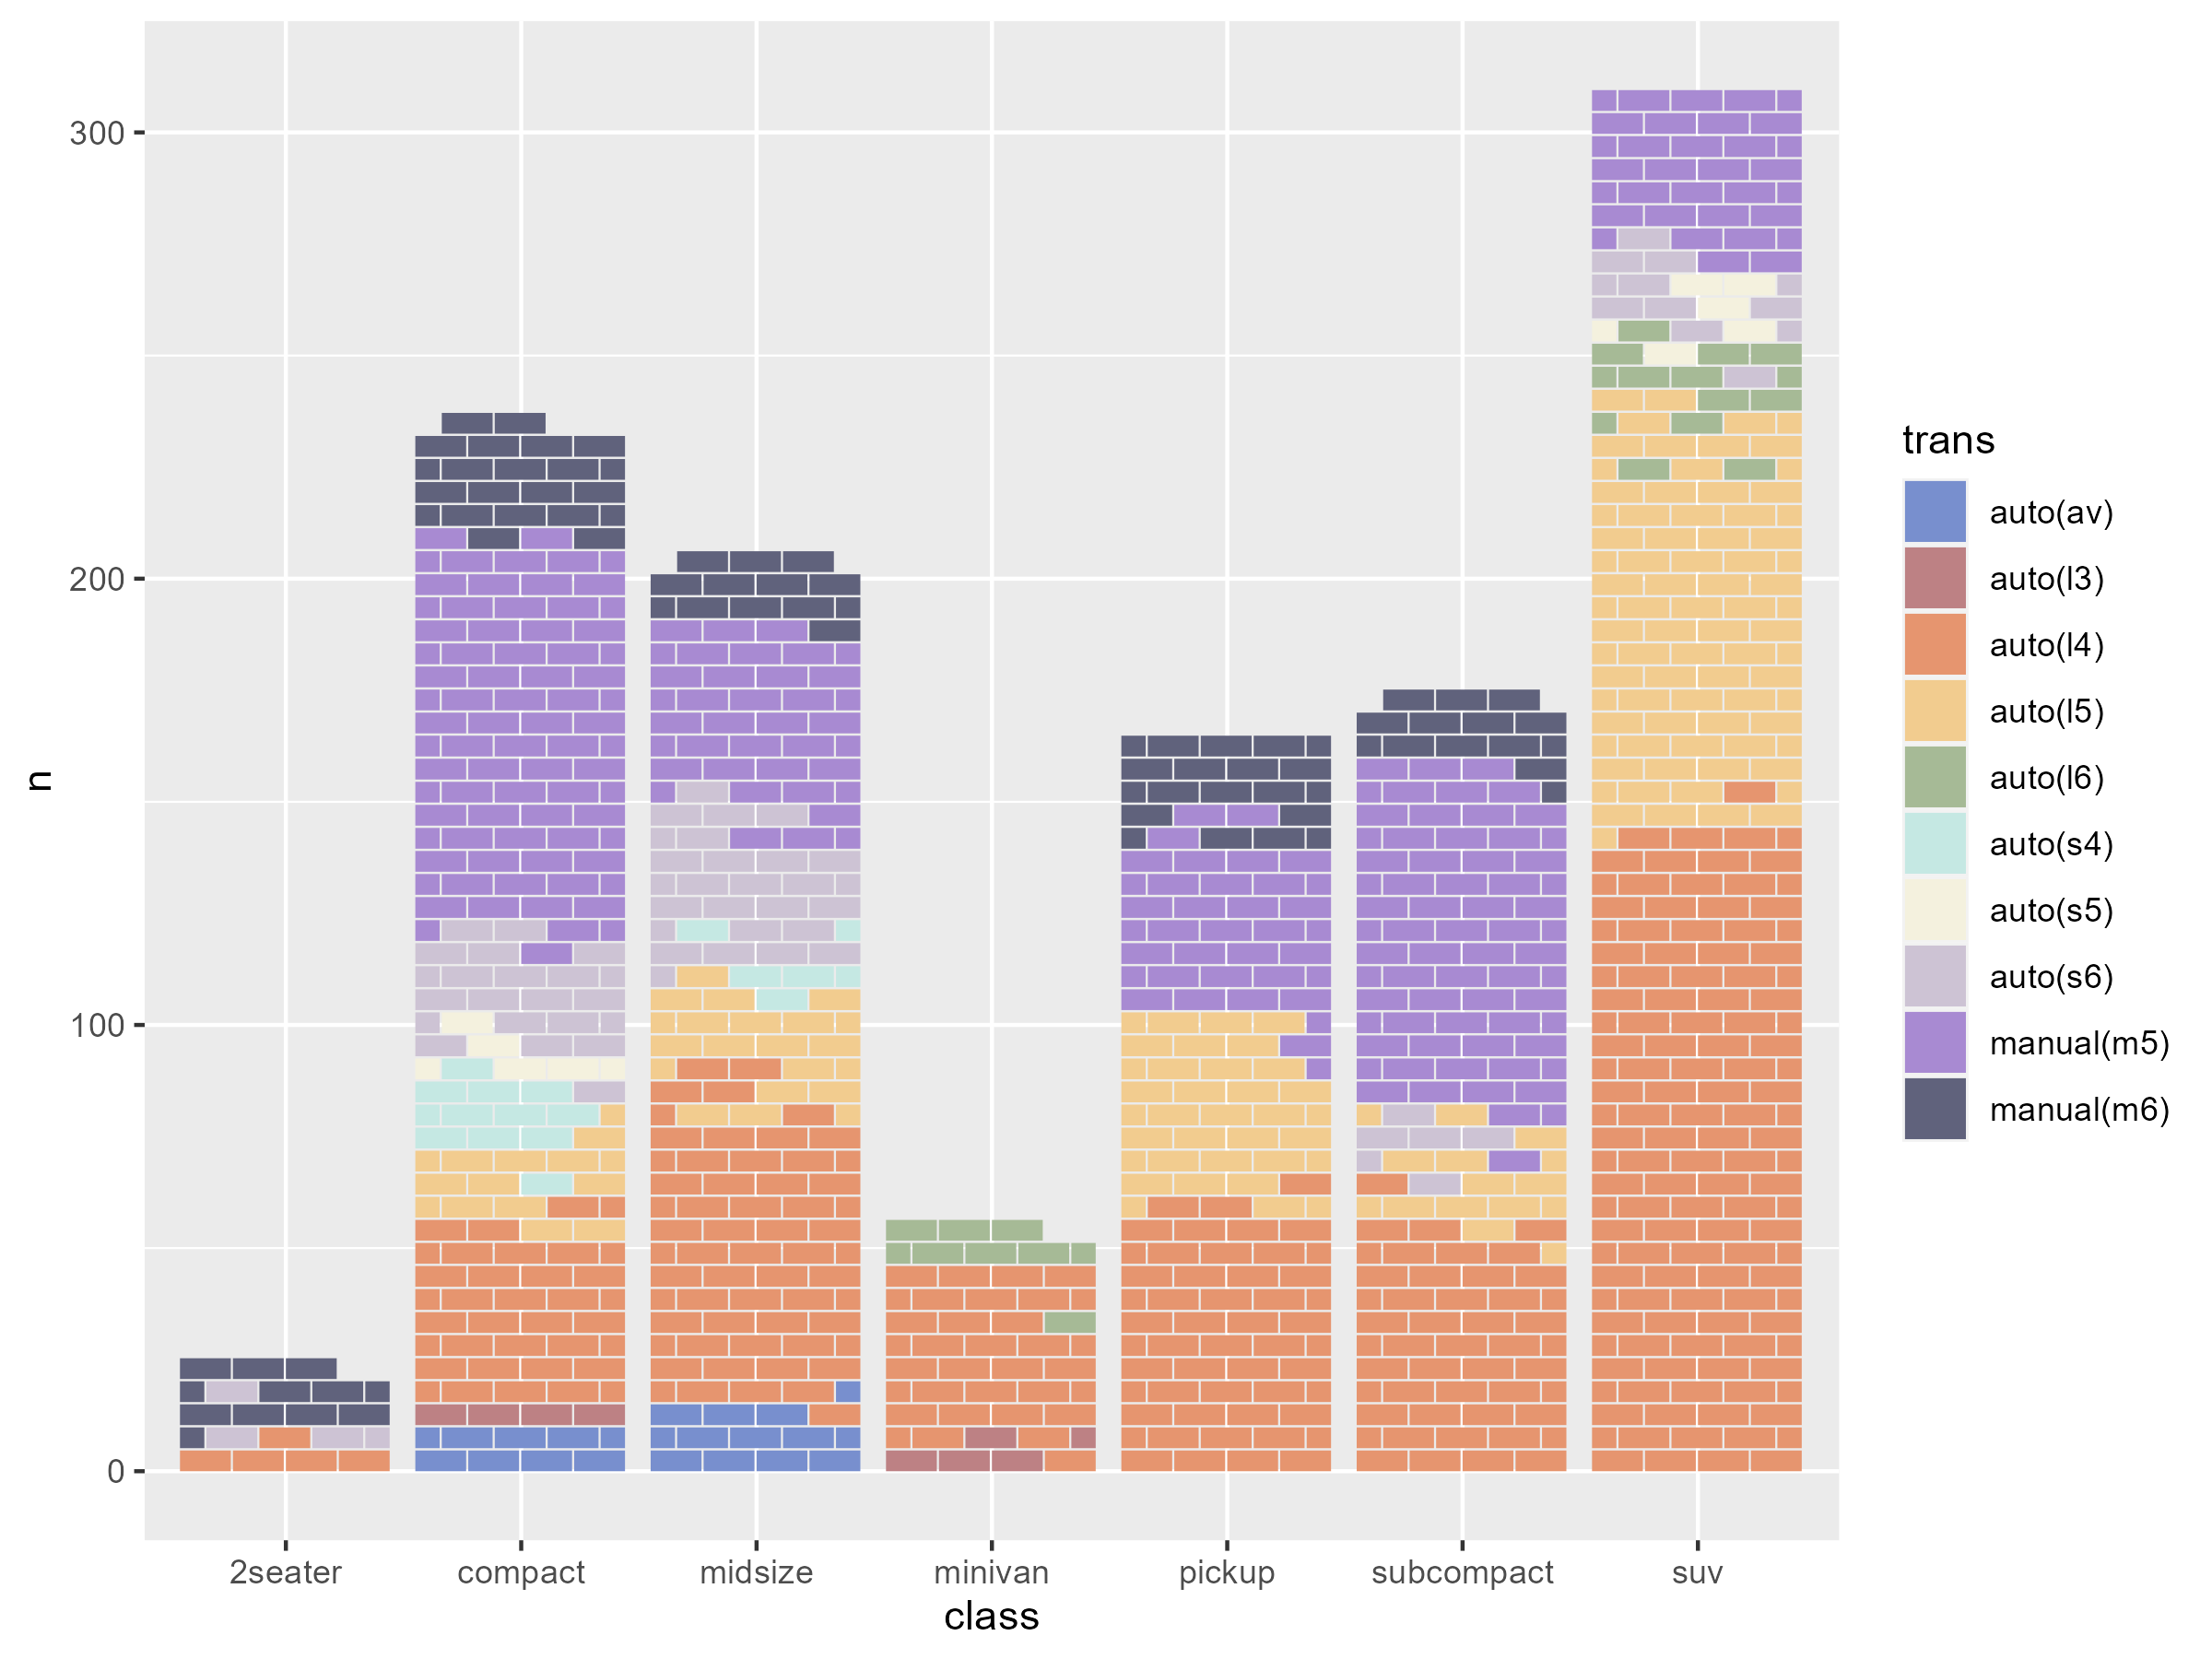 300
200
100
0
n
2seater compact midsize minivan pickup subcompact suv
class
trans
auto(av)
auto(l3)
auto(l4)
auto(l5)
auto(l6)
auto(s4)
auto(s5)
auto(s6)
manual(m5)
manual(m6)